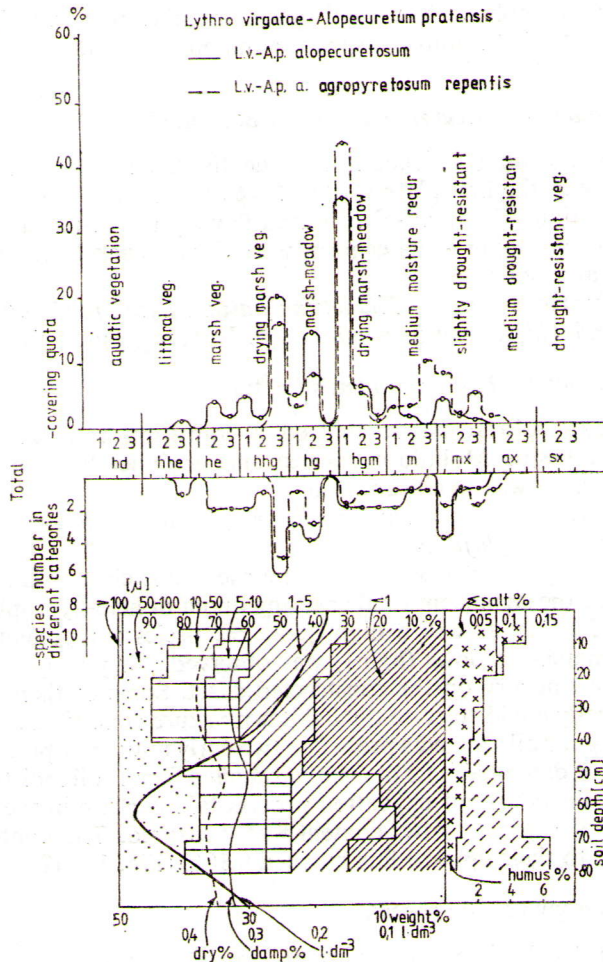 %
Lythro virgatae-Alopecuretum pratensis
L.v.-A.p. alopecuretosum
L.v.-A.p. a. agropyretosum repentis
60
50
40
30
20
10
0
-covering quota
aquatic vegetation
littoral veg.
marsh veg.
drying marsh veg.
marsh-meadow
drying marsh-meadow
medium moisture requr
slightly drought-resistant
medium drought-resistant
drought-resistant veg.
Total
1 2 3 1 2 3 1 2 3 1 2 3 1 2 3 1 2 3 1 2 3 1 2 3 1 2 3 1 2 3
hd hhe he hhg hg hgm m mx ax sx
-species number in
different categories
2
4
6
8
10
[μ]
>100 50-100 10-50 5-10 1-5 <1 Σ salt%
90 80 70 60 50 40 30 20 10 % 005 0,1 0,15
10
20
30
40
50
60
70
80
soil depth [cm]
humus %
2 4 6
50 30 10 weight%
0,4 0,3 0,2 0,1 l·dm⁻³
dry% damp% l·dm⁻³